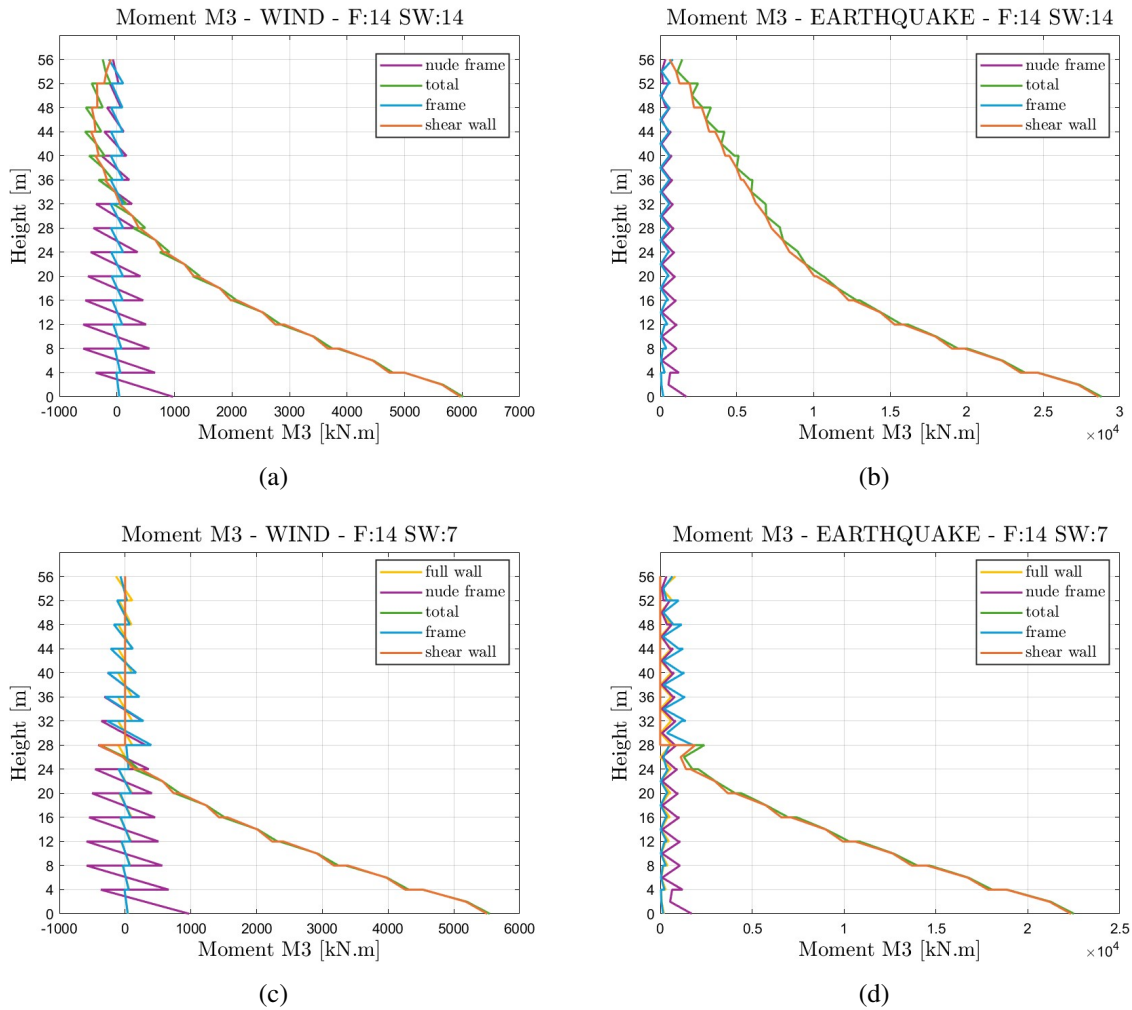 Moment M3 - WIND - F:14 SW:14
nude frame
total
frame
shear wall
Height [m]
56
52
48
44
40
36
32
28
24
20
16
12
8
4
0
-1000 0 1000 2000 3000 4000 5000 6000 7000
Moment M3 [kN.m]
(a)
Moment M3 - EARTHQUAKE - F:14 SW:14
nude frame
total
frame
shear wall
Height [m]
56
52
48
44
40
36
32
28
24
20
16
12
8
4
0
0 0.5 1 1.5 2 2.5 3
×10⁴
Moment M3 [kN.m]
(b)
Moment M3 - WIND - F:14 SW:7
full wall
nude frame
total
frame
shear wall
Height [m]
56
52
48
44
40
36
32
28
24
20
16
12
8
4
0
-1000 0 1000 2000 3000 4000 5000 6000
Moment M3 [kN.m]
(c)
Moment M3 - EARTHQUAKE - F:14 SW:7
full wall
nude frame
total
frame
shear wall
Height [m]
56
52
48
44
40
36
32
28
24
20
16
12
8
4
0
0 0.5 1 1.5 2 2.5
×10⁴
Moment M3 [kN.m]
(d)